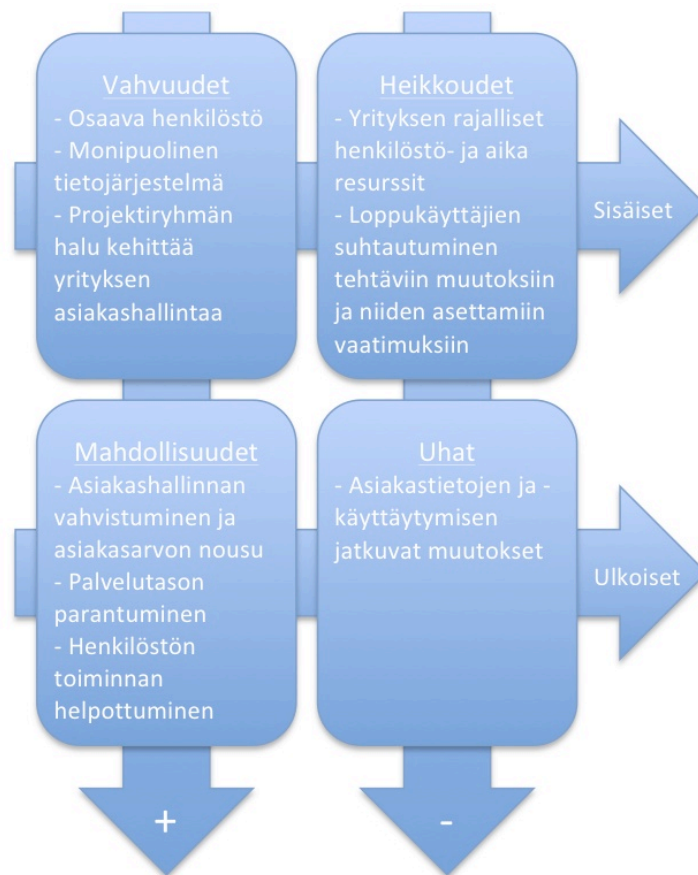 Vahvuudet
- Osaava henkilöstö
- Monipuolinen
tietojärjestelmä
- Projektiryhmän
halu kehittää
yrityksen
asiakashallintaa
Heikkoudet
- Yrityksen rajalliset
henkilöstö- ja aika
resurssit
- Loppukäyttäjien
suhtautuminen
tehtäviin muutoksiin
ja niiden asettamiin
vaatimuksiin
Sisäiset
Mahdollisuudet
- Asiakashallinnan
vahvistuminen ja
asiakasarvon nousu
- Palvelutason
parantuminen
- Henkilöstön
toiminnan
helpottuminen
Uhat
- Asiakastietojen ja -
käyttäytymisen
jatkuvat muutokset
Ulkoiset
+
-